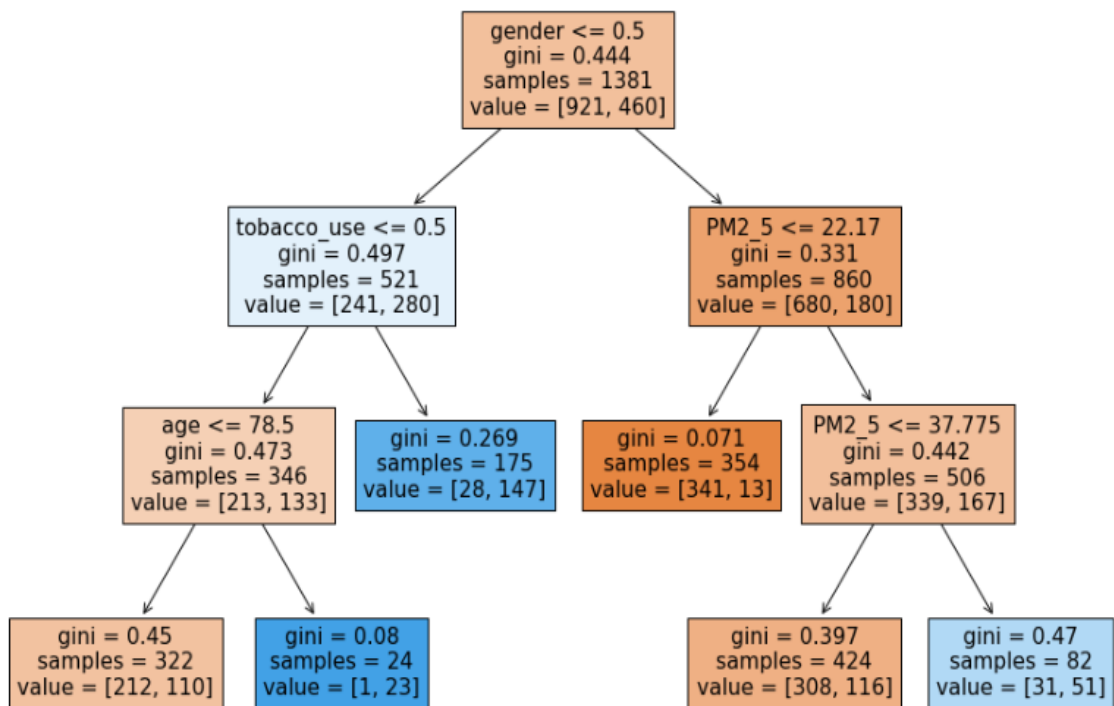 gender <= 0.5
gini = 0.444
samples = 1381
value = [921, 460]
tobacco_use <= 0.5
gini = 0.497
samples = 521
value = [241, 280]
PM2_5 <= 22.17
gini = 0.331
samples = 860
value = [680, 180]
age <= 78.5
gini = 0.473
samples = 346
value = [213, 133]
gini = 0.269
samples = 175
value = [28, 147]
gini = 0.071
samples = 354
value = [341, 13]
PM2_5 <= 37.775
gini = 0.442
samples = 506
value = [339, 167]
gini = 0.45
samples = 322
value = [212, 110]
gini = 0.08
samples = 24
value = [1, 23]
gini = 0.397
samples = 424
value = [308, 116]
gini = 0.47
samples = 82
value = [31, 51]